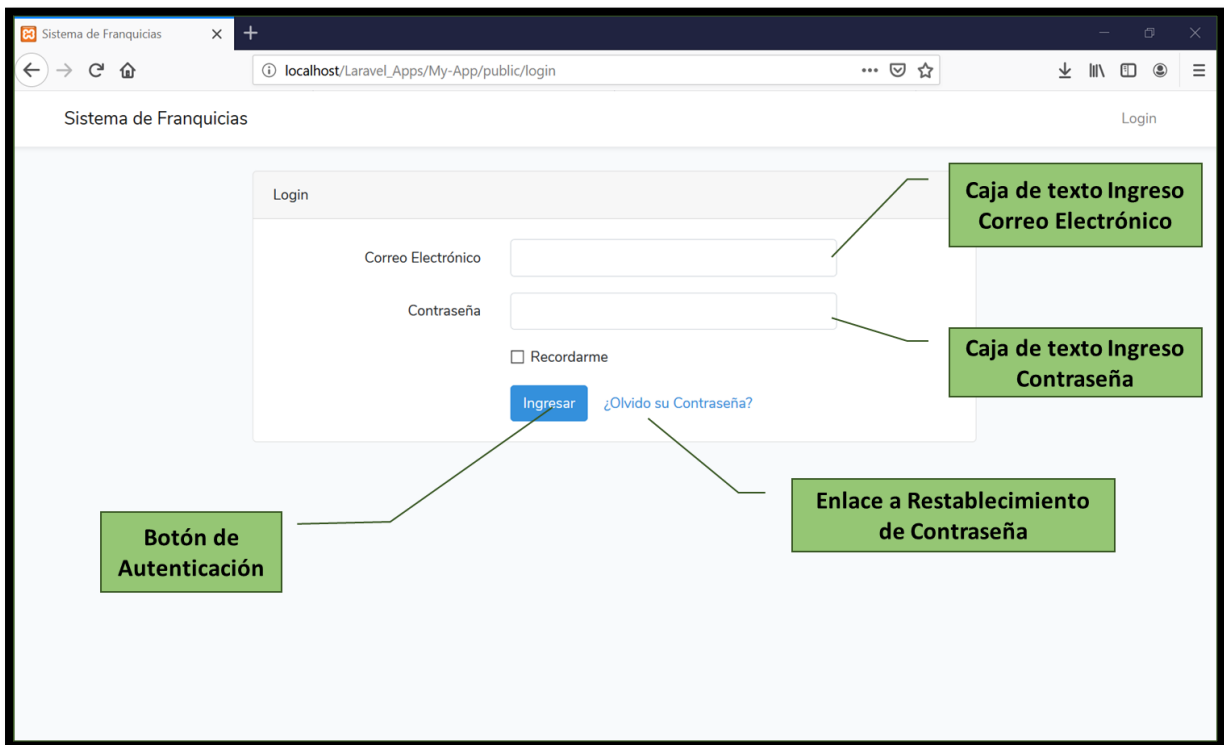 Sistema de Franquicias
localhost/Laravel_Apps/My-App/public/login
Sistema de Franquicias
Login
Login
Correo Electrónico
Contraseña
Recordarme
Ingresar
¿Olvido su Contraseña?
Caja de texto Ingreso
Correo Electrónico
Caja de texto Ingreso
Contraseña
Enlace a Restablecimiento
de Contraseña
Botón de
Autenticación